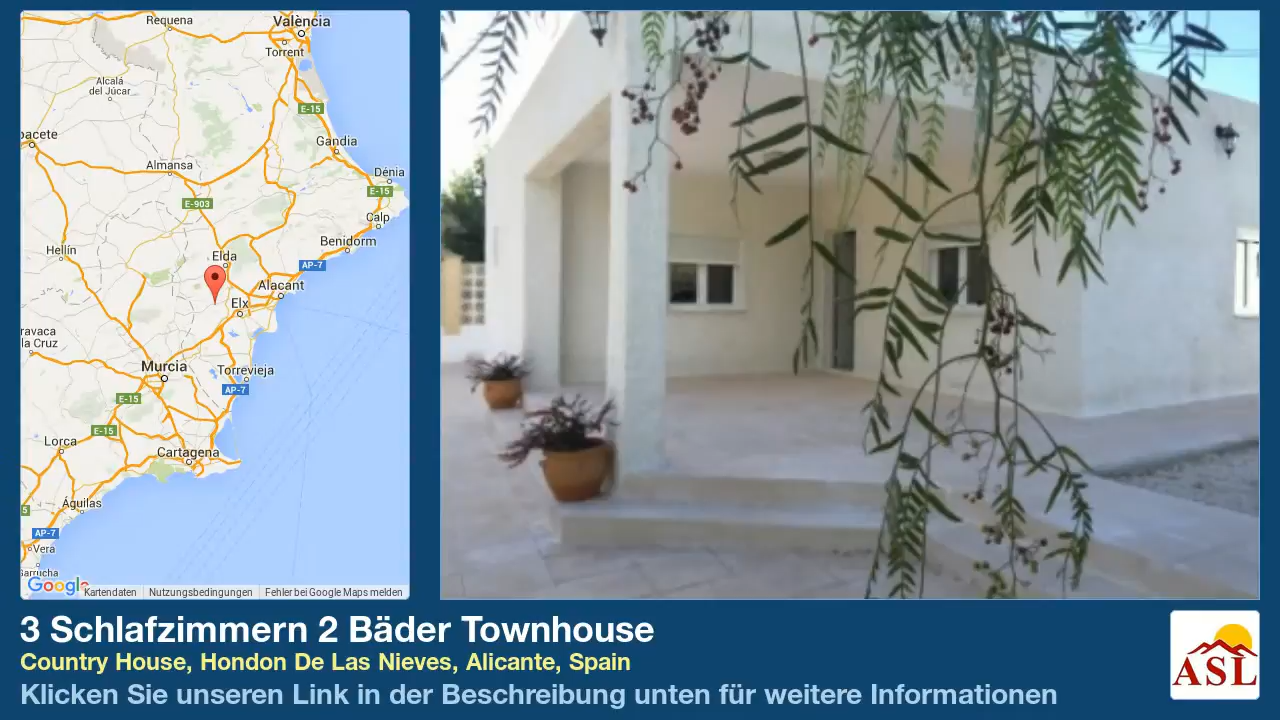 Requena
València
Torrent
Alcalá
del Júcar
E-15
Gandia
bacete
Almansa
Dénia
E-15
E-903
Calp
Benidorm
Hellín
Elda
AP-7
Alacant
Elx
ravaca
la Cruz
Murcia
Torrevieja
AP-7
E-15
E-15
Lorca
Cartagena
Águilas
5
AP-7
Vera
Garrucha
Google
Kartendaten
Nutzungsbedingungen
Fehler bei Google Maps melden
3 Schlafzimmern 2 Bäder Townhouse
Country House, Hondon De Las Nieves, Alicante, Spain
Klicken Sie unseren Link in der Beschreibung unten für weitere Informationen
ASL